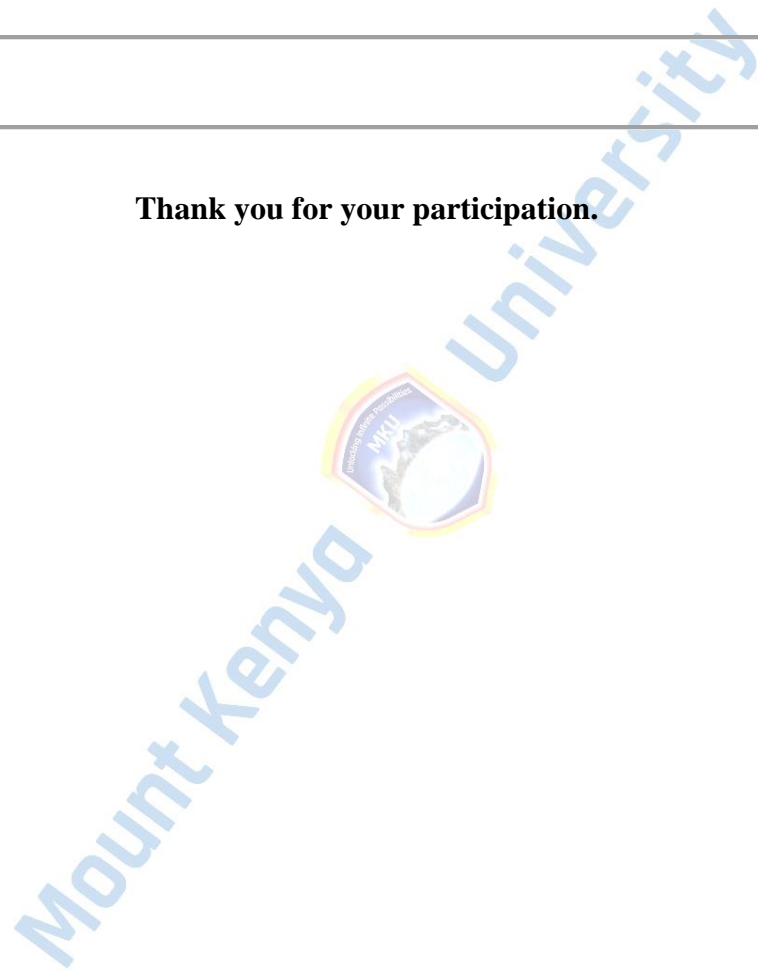 Thank you for your participation.
Unlocking Infinite Possibilities
MKU
Mount Kenya University